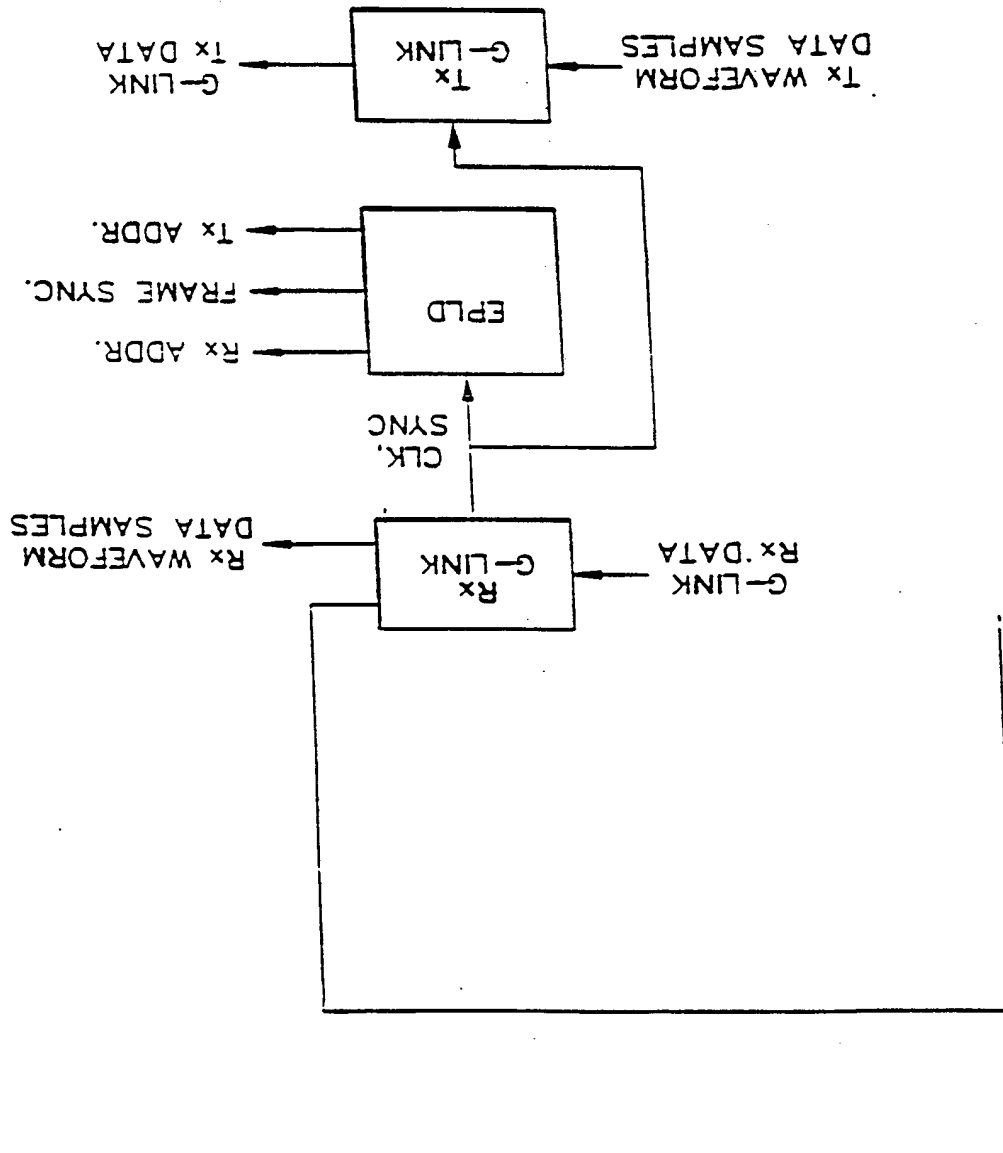 G-LINK
Rx DATA
Rx
G-LINK
Rx WAVEFORM
DATA SAMPLES
CLK,
SYNC
EPLD
Rx ADDR.
FRAME SYNC.
Tx ADDR.
Tx WAVEFORM
DATA SAMPLES
Tx
G-LINK
G-LINK
Tx DATA